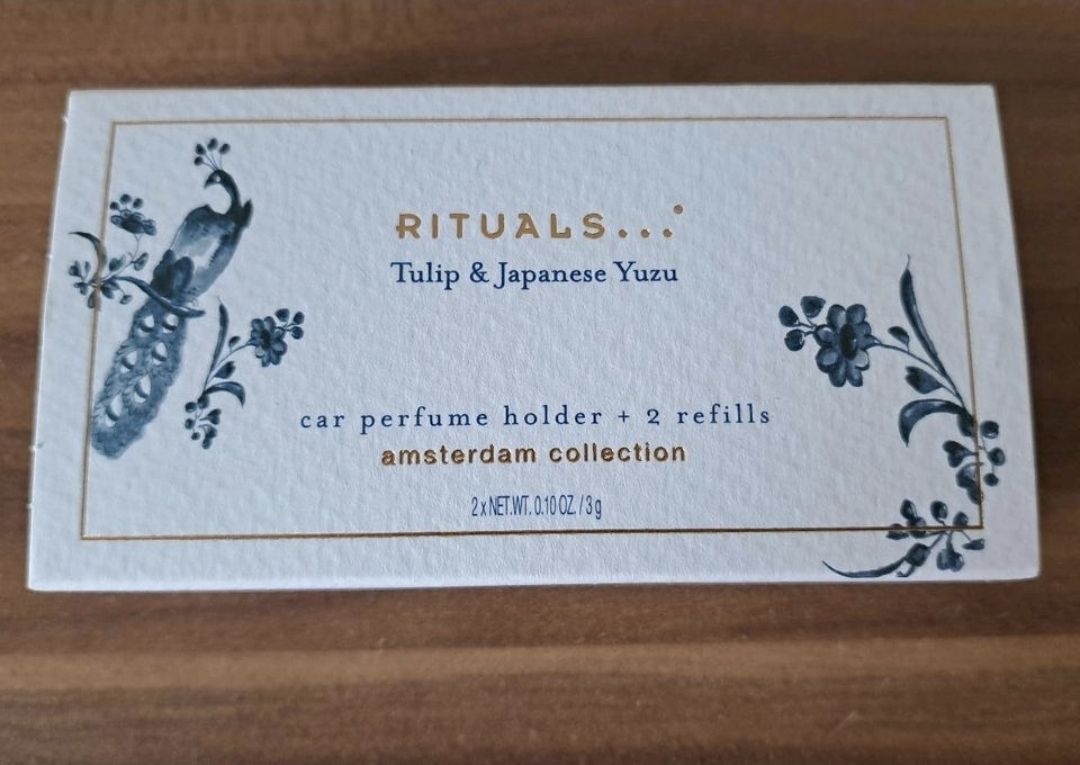 RITUALS...
Tulip & Japanese Yuzu
car perfume holder + 2 refills
amsterdam collection
2 x NET.WT. 0.10 OZ. / 3 g